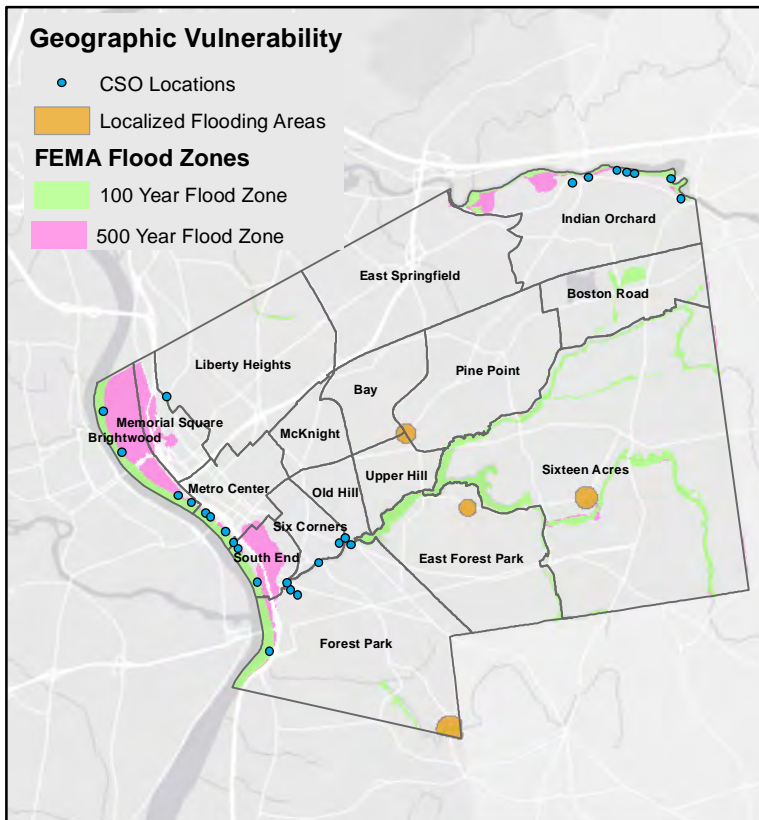 Geographic Vulnerability
CSO Locations
Localized Flooding Areas
FEMA Flood Zones
100 Year Flood Zone
500 Year Flood Zone
Indian Orchard
East Springfield
Boston Road
Liberty Heights
Pine Point
Bay
Memorial Square
McKnight
Brightwood
Upper Hill
Sixteen Acres
Metro Center
Old Hill
Six Corners
South End
East Forest Park
Forest Park